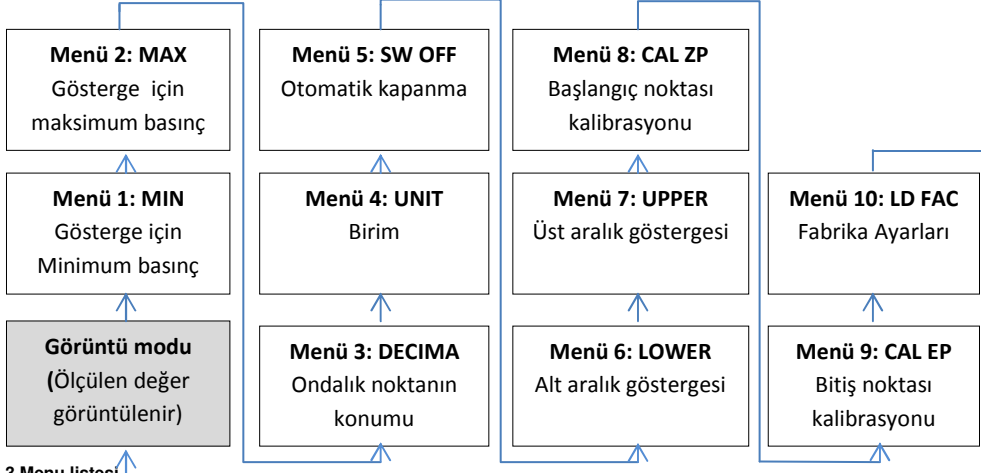 Menü 2: MAX
Gösterge için
maksimum basınç
Menü 5: SW OFF
Otomatik kapanma
Menü 8: CAL ZP
Başlangıç noktası
kalibrasyonu
Menü 1: MIN
Gösterge için
Minimum basınç
Menü 4: UNIT
Birim
Menü 7: UPPER
Üst aralık göstergesi
Menü 10: LD FAC
Fabrika Ayarları
Görüntü modu
(Ölçülen değer
görüntülenir)
Menü 3: DECIMA
Ondalık noktanın
konumu
Menü 6: LOWER
Alt aralık göstergesi
Menü 9: CAL EP
Bitiş noktası
kalibrasyonu
3 Menu listesi